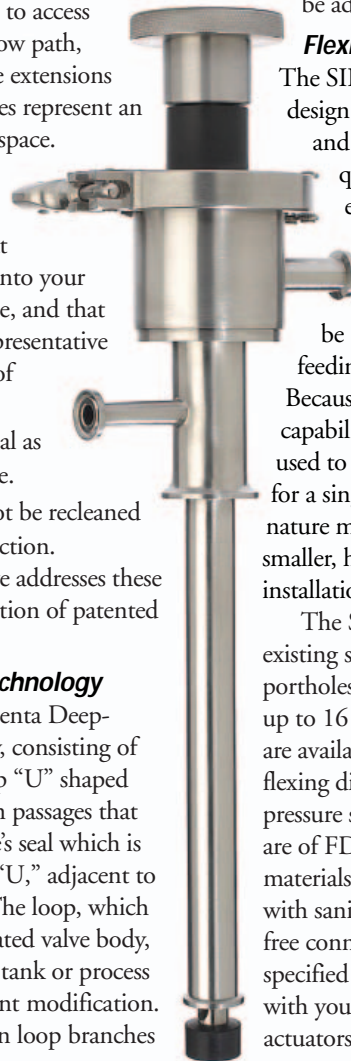 to access
ow path,
e extensions
es represent an
space.
t
nto your
e, and that
presentative
of
al as
e.
ot be recleaned
ction.
e addresses these
tion of patented
chnology
enta Deep-
, consisting of
p “U” shaped
n passages that
e’s seal which is
“U,” adjacent to
The loop, which
ated valve body,
tank or process
nt modification.
n loop branches
be ad
Flexi
The SII
design
and
q
e
be
feeding
Because
capabil
used to
for a sin
nature m
smaller, h
installatio
The S
existing s
portholes
up to 16
are availa
flexing di
pressure s
are of FD
materials
with sani
free conn
specified
with you
actuators